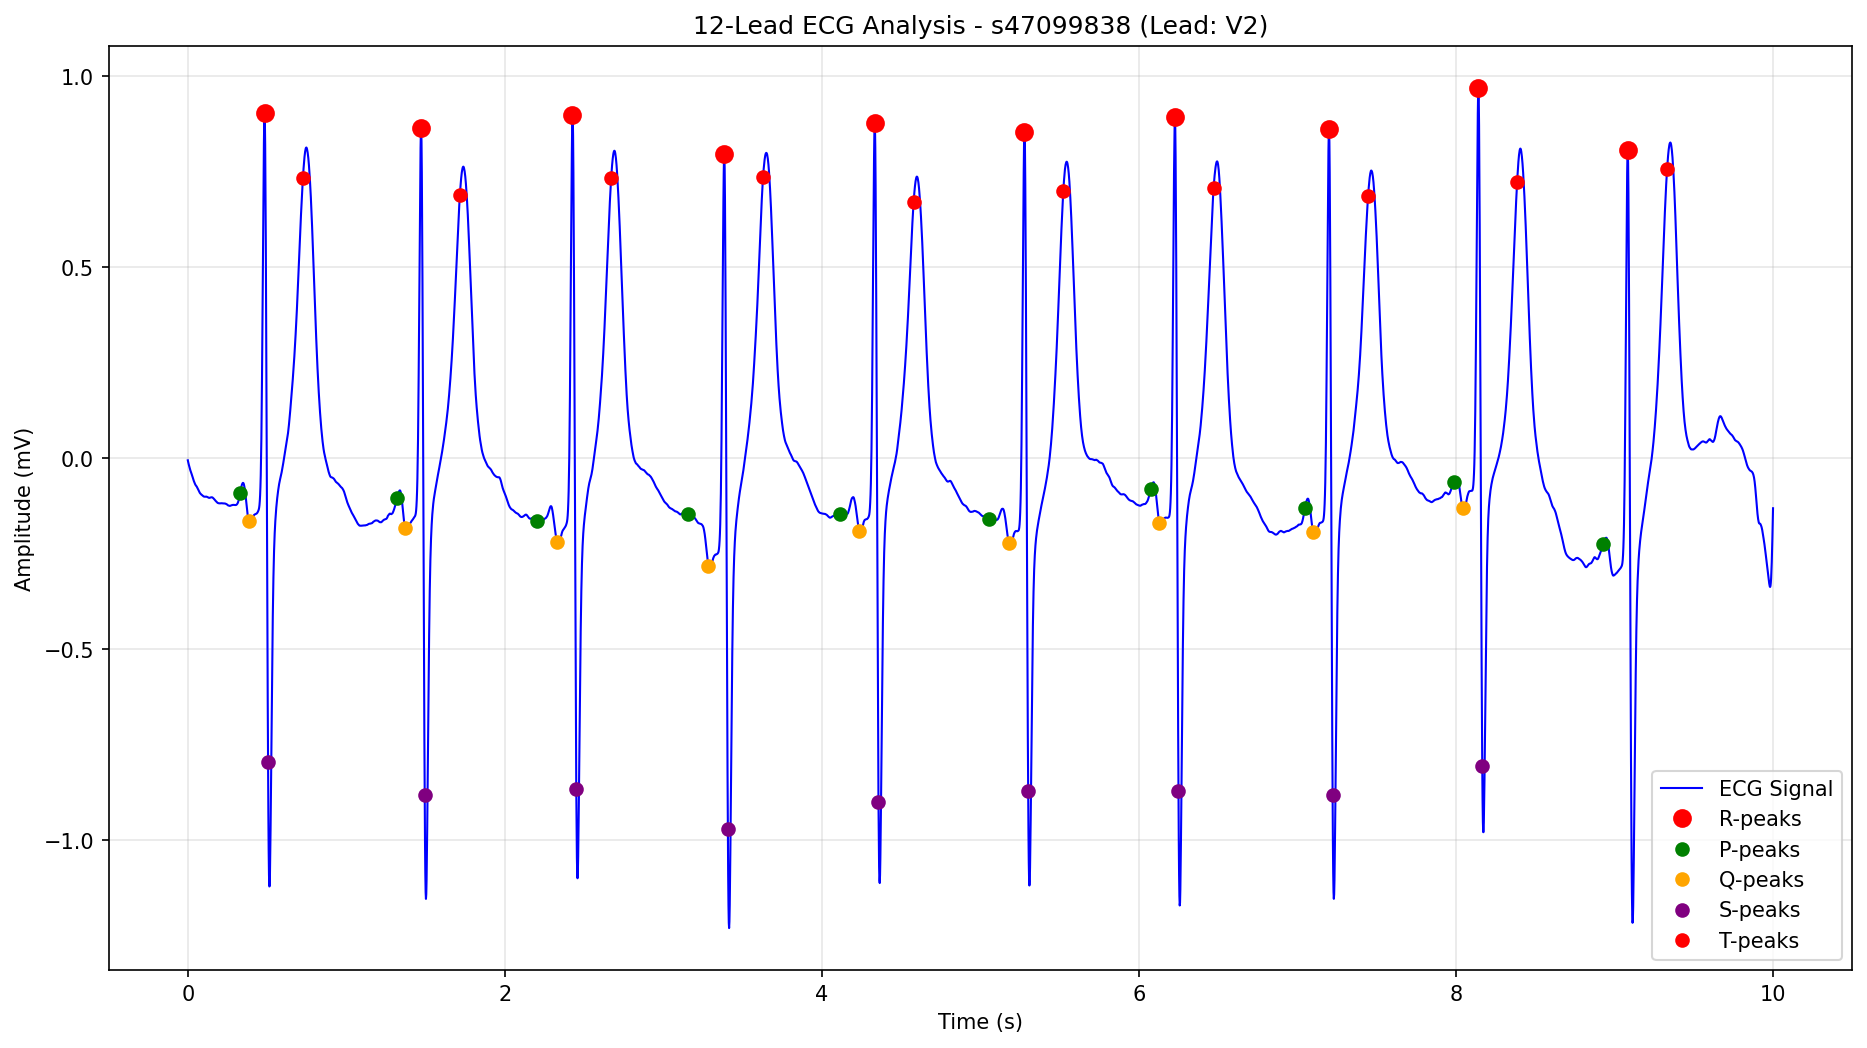 12-Lead ECG Analysis - s47099838 (Lead: V2)
Amplitude (mV)
1.0
0.5
0.0
−0.5
−1.0
0
2
4
6
8
10
Time (s)
ECG Signal
R-peaks
P-peaks
Q-peaks
S-peaks
T-peaks